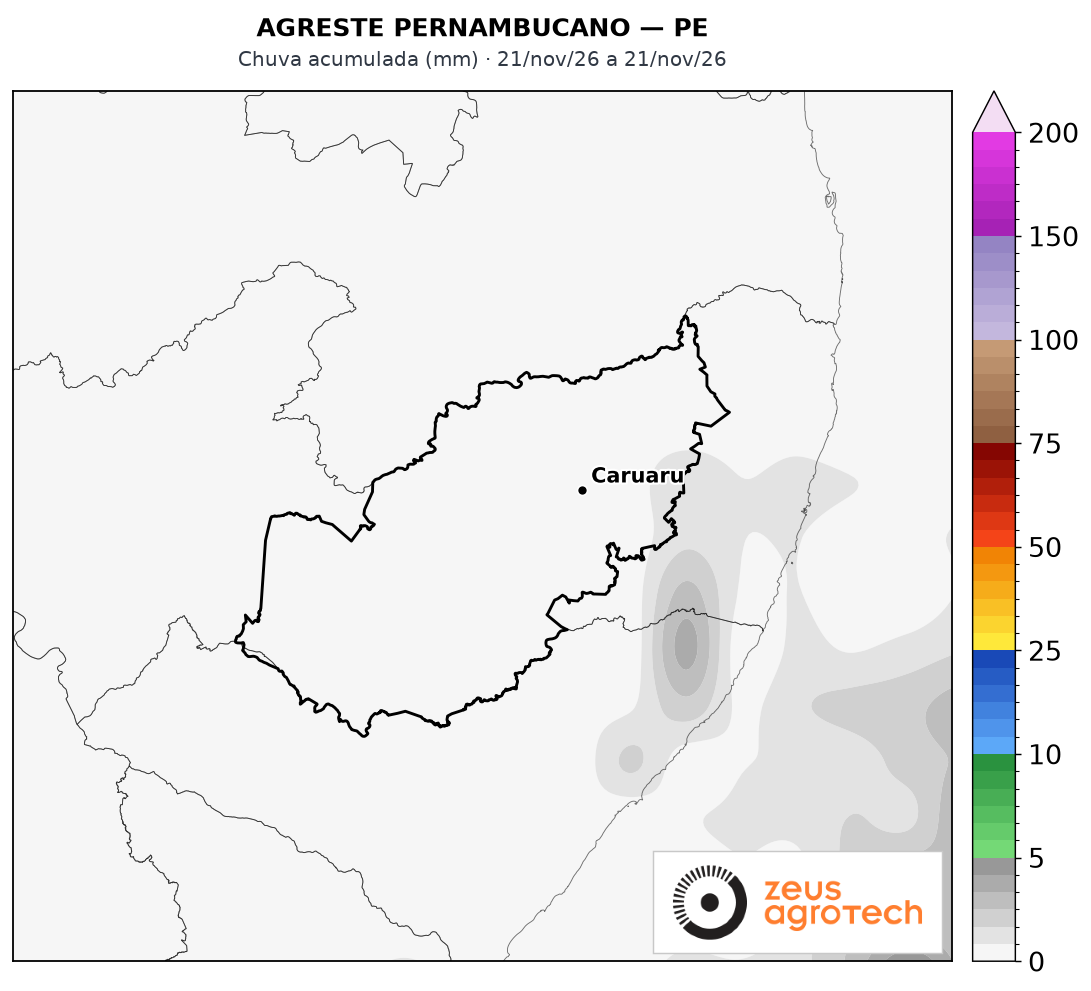 AGRESTE PERNAMBUCANO — PE
Chuva acumulada (mm) · 21/nov/26 a 21/nov/26
Caruaru
200
150
100
75
50
25
10
5
0
zeus
agrotech